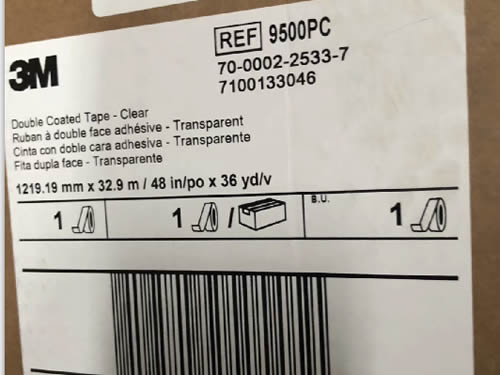 3M
REF 9500PC
70-0002-2533-7
7100133046
Double Coated Tape - Clear
Ruban à double face adhésive - Transparent
Cinta con doble cara adhesiva - Transparente
Fita dupla face - Transparente
1219.19 mm x 32.9 m / 48 in/po x 36 yd/v
1 1 / B.U. 1